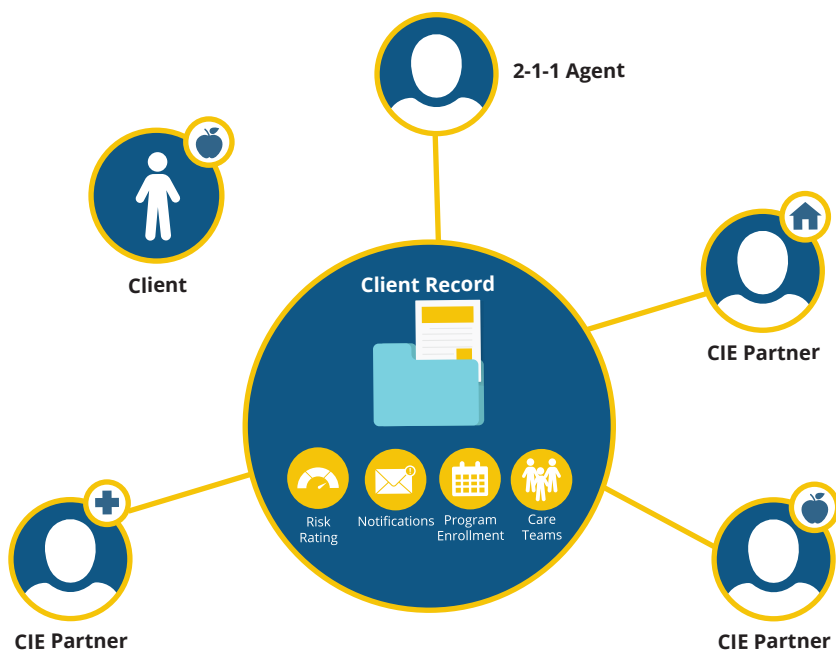 2-1-1 Agent
Client
Client Record
CIE Partner
Risk
Rating
Notifications
Program
Enrollment
Care
Teams
CIE Partner
CIE Partner